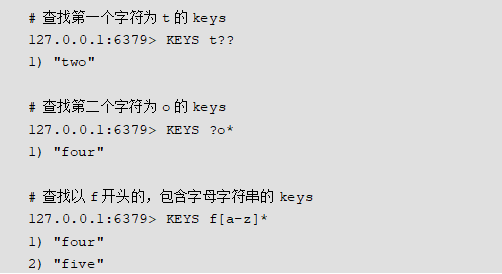 # 查找第一个字符为 t 的 keys
127.0.0.1:6379> KEYS t??
1) "two"
# 查找第二个字符为 o 的 keys
127.0.0.1:6379> KEYS ?o*
1) "four"
# 查找以 f 开头的，包含字母字符串的 keys
127.0.0.1:6379> KEYS f[a-z]*
1) "four"
2) "five"